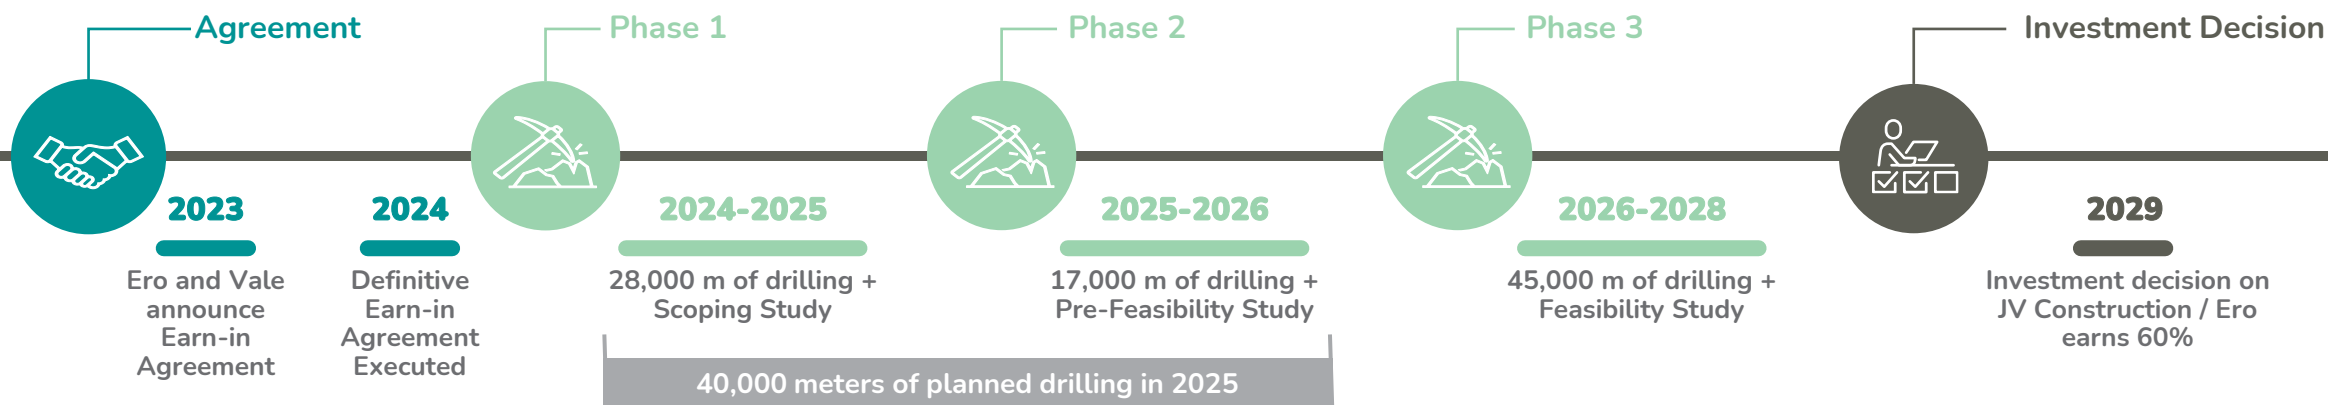 Agreement
Phase 1
Phase 2
Phase 3
Investment Decision
2023
Ero and Vale
announce
Earn-in
Agreement
2024
Definitive
Earn-in
Agreement
Executed
2024-2025
28,000 m of drilling +
Scoping Study
2025-2026
17,000 m of drilling +
Pre-Feasibility Study
40,000 meters of planned drilling in 2025
2026-2028
45,000 m of drilling +
Feasibility Study
2029
Investment decision on
JV Construction / Ero
earns 60%